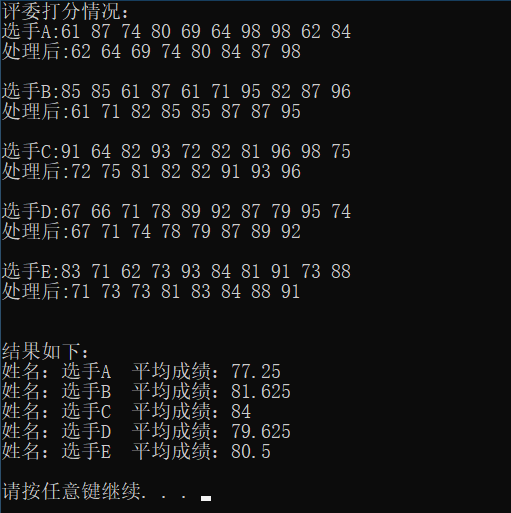 评委打分情况:
选手A:61 87 74 80 69 64 98 98 62 84
处理后:62 64 69 74 80 84 87 98
选手B:85 85 61 87 61 71 95 82 87 96
处理后:61 71 82 85 85 87 87 95
选手C:91 64 82 93 72 82 81 96 98 75
处理后:72 75 81 82 82 91 93 96
选手D:67 66 71 78 89 92 87 79 95 74
处理后:67 71 74 78 79 87 89 92
选手E:83 71 62 73 93 84 81 91 73 88
处理后:71 73 73 81 83 84 88 91
结果如下:
姓名: 选手A  平均成绩: 77.25
姓名: 选手B  平均成绩: 81.625
姓名: 选手C  平均成绩: 84
姓名: 选手D  平均成绩: 79.625
姓名: 选手E  平均成绩: 80.5
请按任意键继续. . .